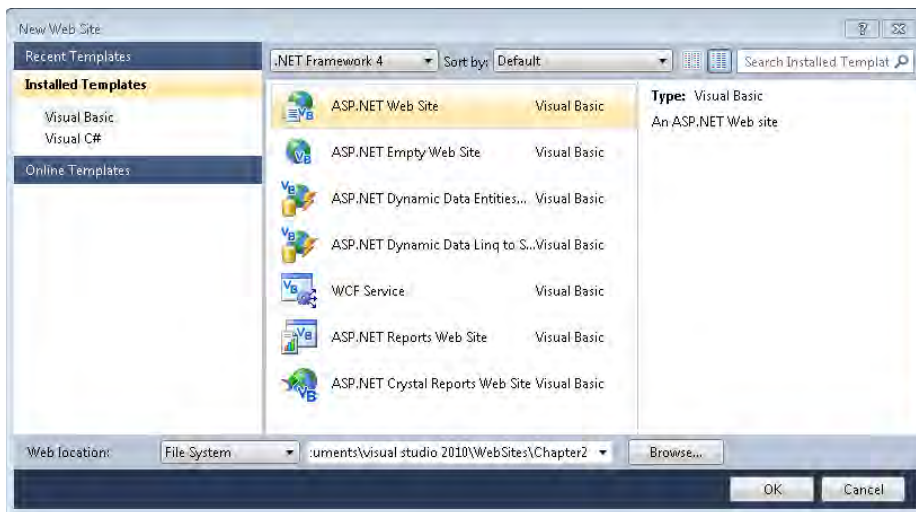 New Web Site
Recent Templates
Installed Templates
Visual Basic
Visual C#
Online Templates
.NET Framework 4
Sort by: Default
Search Installed Templat
ASP.NET Web Site Visual Basic
ASP.NET Empty Web Site Visual Basic
ASP.NET Dynamic Data Entities... Visual Basic
ASP.NET Dynamic Data Linq to S...Visual Basic
WCF Service Visual Basic
ASP.NET Reports Web Site Visual Basic
ASP.NET Crystal Reports Web Site Visual Basic
Type: Visual Basic
An ASP.NET Web site
Web location: File System :uments\visual studio 2010\WebSites\Chapter2 Browse...
OK Cancel